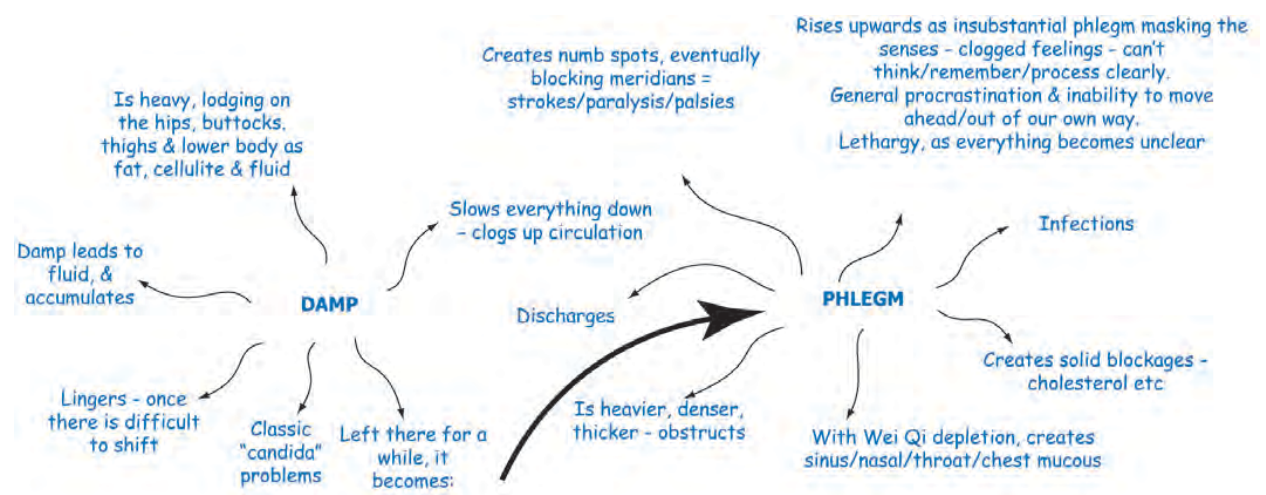 Is heavy, lodging on
the hips, buttocks.
thighs & lower body as
fat, cellulite & fluid
Damp leads to
fluid, &
accumulates
Slows everything down
- clogs up circulation
DAMP
Lingers - once
there is difficult
to shift
Classic
"candida"
problems
Left there for a
while, it
becomes:
Creates numb spots, eventually
blocking meridians =
strokes/paralysis/palsies
Rises upwards as insubstantial phlegm masking the
senses - clogged feelings - can't
think/remember/process clearly.
General procrastination & inability to move
ahead/out of our own way.
Lethargy, as everything becomes unclear
Infections
Discharges
PHLEGM
Creates solid blockages -
cholesterol etc
Is heavier, denser,
thicker - obstructs
With Wei Qi depletion, creates
sinus/nasal/throat/chest mucous